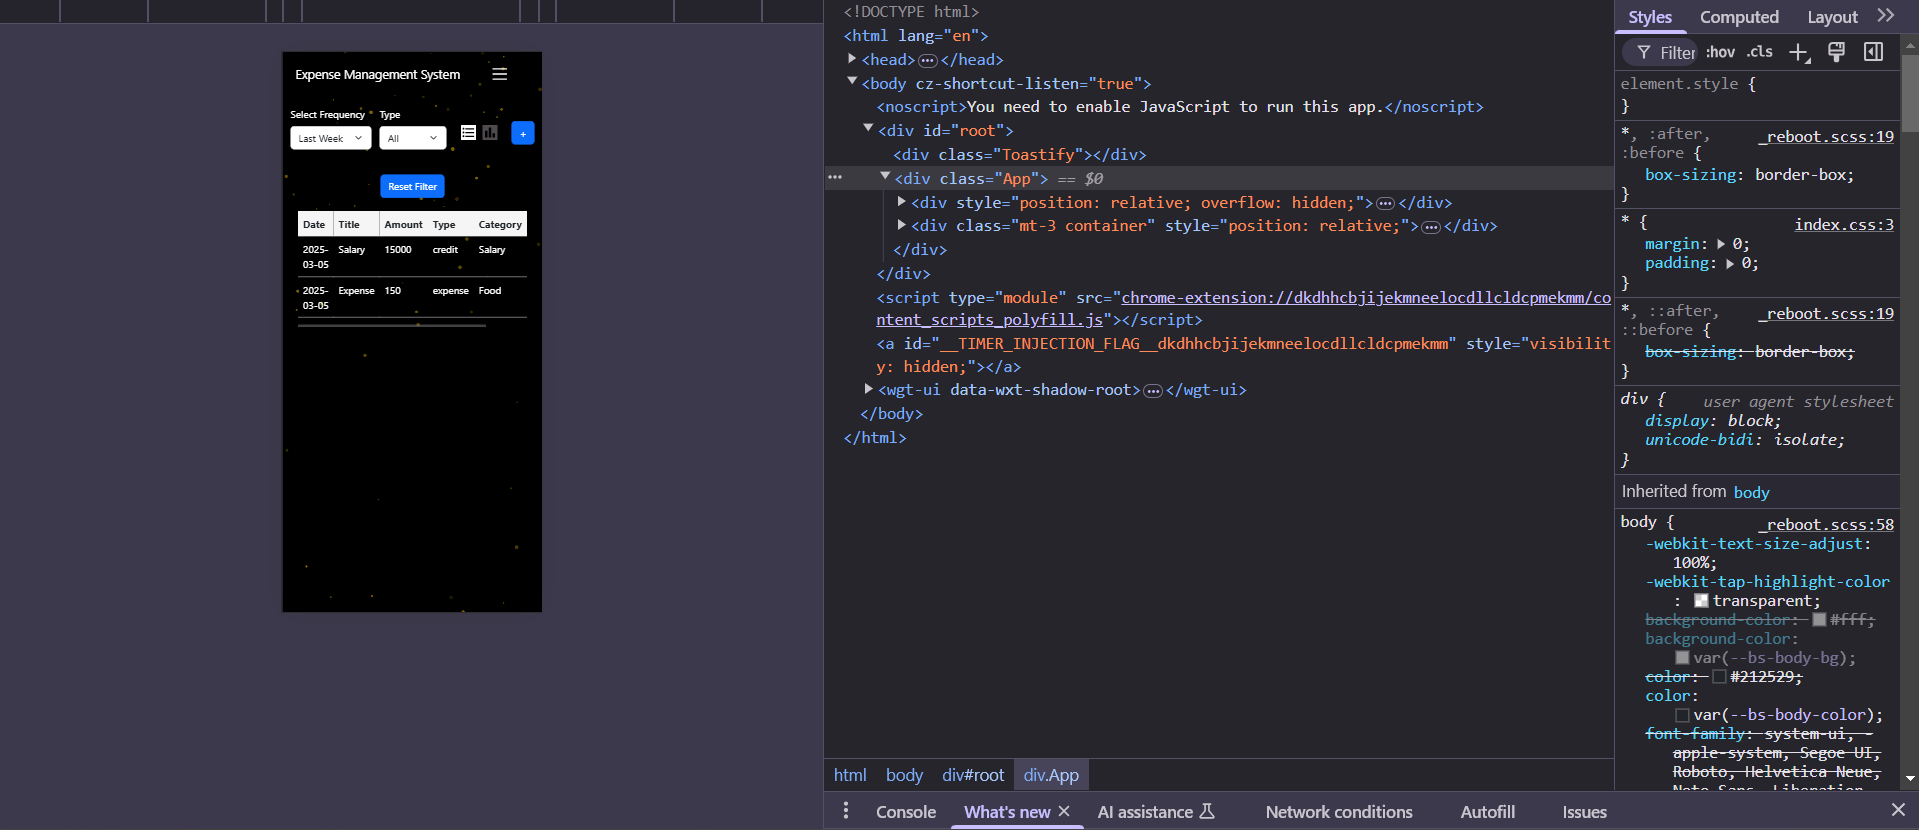 Expense Management System
Select Frequency
Type
Last Week
All
+
Reset Filter
Date Title Amount Type Category
2025-03-05 Salary 15000 credit Salary
2025-03-05 Expense 150 expense Food
<!DOCTYPE html>
<html lang="en">
<head>…</head>
<body cz-shortcut-listen="true">
<noscript>You need to enable JavaScript to run this app.</noscript>
<div id="root">
<div class="Toastify"></div>
<div class="App"> == $0
<div style="position: relative; overflow: hidden;">…</div>
<div class="mt-3 container" style="position: relative;">…</div>
</div>
</div>
<script type="module" src="chrome-extension://dkdhhcbjijekmneelocdllcldcpmekmm/co
ntent_scripts_polyfill.js"></script>
<a id="__TIMER_INJECTION_FLAG__dkdhhcbjijekmneelocdllcldcpmekmm" style="visibilit
y: hidden;"></a>
<wgt-ui data-wxt-shadow-root>…</wgt-ui>
</body>
</html>
html body div#root div.App
Styles Computed Layout
Filter :hov .cls
element.style {
}
*, :after, _reboot.scss:19
:before {
box-sizing: border-box;
}
* { index.css:3
margin: 0;
padding: 0;
}
*, ::after, _reboot.scss:19
::before {
box-sizing: border-box;
}
div { user agent stylesheet
display: block;
unicode-bidi: isolate;
}
Inherited from body
body { _reboot.scss:58
-webkit-text-size-adjust:
100%;
-webkit-tap-highlight-color
: transparent;
background-color: #fff;
background-color:
var(--bs-body-bg);
color: #212529;
color:
var(--bs-body-color);
font-family: system-ui, -
apple-system, Segoe UI,
Roboto, Helvetica Neue,
Noto Sans, Liberation
Console What's new AI assistance Network conditions Autofill Issues